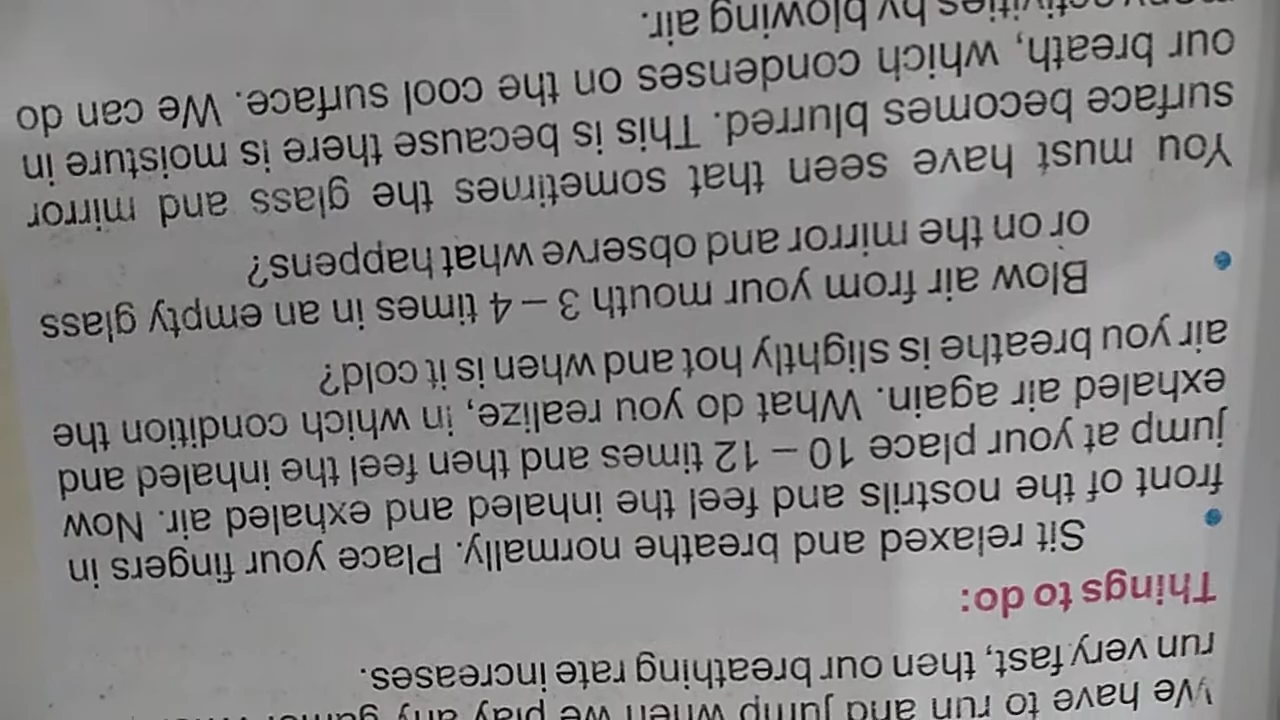 We have to run and jump when we play any
run very fast, then our breathing rate increases.
Things to do:
• Sit relaxed and breathe normally. Place your fingers in
front of the nostrils and feel the inhaled and exhaled air. Now
jump at your place 10 – 12 times and then feel the inhaled and
exhaled air again. What do you realize, in which condition the
air you breathe is slightly hot and when is it cold?
• Blow air from your mouth 3 – 4 times in an empty glass
or on the mirror and observe what happens?
You must have seen that sometimes the glass and mirror
surface becomes blurred. This is because there is moisture in
our breath, which condenses on the cool surface. We can do
many activities by blowing air.